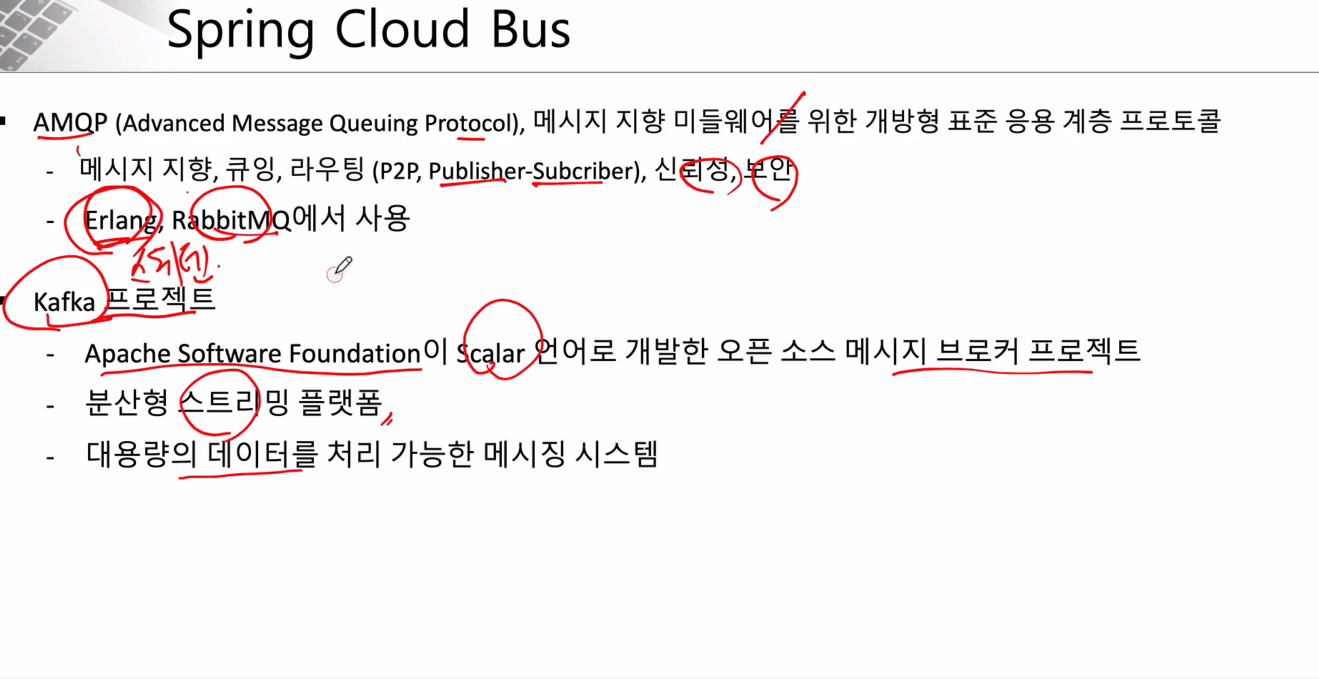 Spring Cloud Bus
▪ AMQP (Advanced Message Queuing Protocol), 메시지 지향 미들웨어를 위한 개방형 표준 응용 계층 프로토콜
- 메시지 지향, 큐잉, 라우팅 (P2P, Publisher-Subcriber), 신뢰성, 보안
- Erlang, RabbitMQ에서 사용
▪ Kafka 프로젝트
- Apache Software Foundation이 Scalar 언어로 개발한 오픈 소스 메시지 브로커 프로젝트
- 분산형 스트리밍 플랫폼
- 대용량의 데이터를 처리 가능한 메시징 시스템